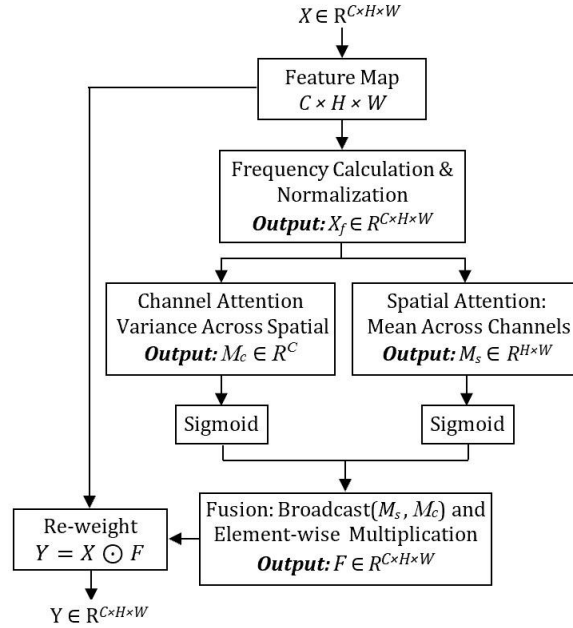 X ∈ R^{C×H×W}
Feature Map
C × H × W
Frequency Calculation &
Normalization
Output: X_f ∈ R^{C×H×W}
Channel Attention
Variance Across Spatial
Output: M_c ∈ R^C
Spatial Attention:
Mean Across Channels
Output: M_s ∈ R^{H×W}
Sigmoid
Sigmoid
Fusion: Broadcast(M_s, M_c) and
Element-wise Multiplication
Output: F ∈ R^{C×H×W}
Re-weight
Y = X ⊙ F
Y ∈ R^{C×H×W}